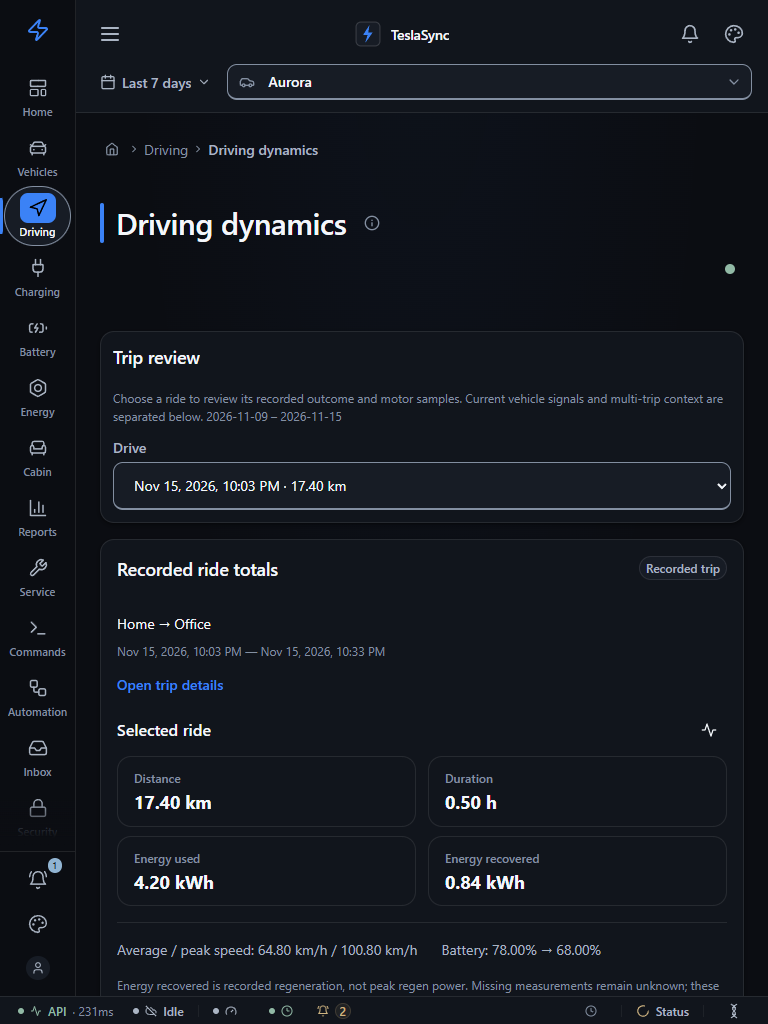 TeslaSync
Last 7 days
Aurora
Home
Vehicles
Driving
Charging
Battery
Energy
Cabin
Reports
Service
Commands
Automation
Inbox
Security
1
Driving
Driving dynamics
Driving dynamics
Trip review
Choose a ride to review its recorded outcome and motor samples. Current vehicle signals and multi-trip context are
separated below. 2026-11-09 – 2026-11-15
Drive
Nov 15, 2026, 10:03 PM · 17.40 km
Recorded ride totals
Recorded trip
Home → Office
Nov 15, 2026, 10:03 PM — Nov 15, 2026, 10:33 PM
Open trip details
Selected ride
Distance
17.40 km
Duration
0.50 h
Energy used
4.20 kWh
Energy recovered
0.84 kWh
Average / peak speed: 64.80 km/h / 100.80 km/h
Battery: 78.00% → 68.00%
Energy recovered is recorded regeneration, not peak regen power. Missing measurements remain unknown; these
API · 231ms
Idle
2
Status